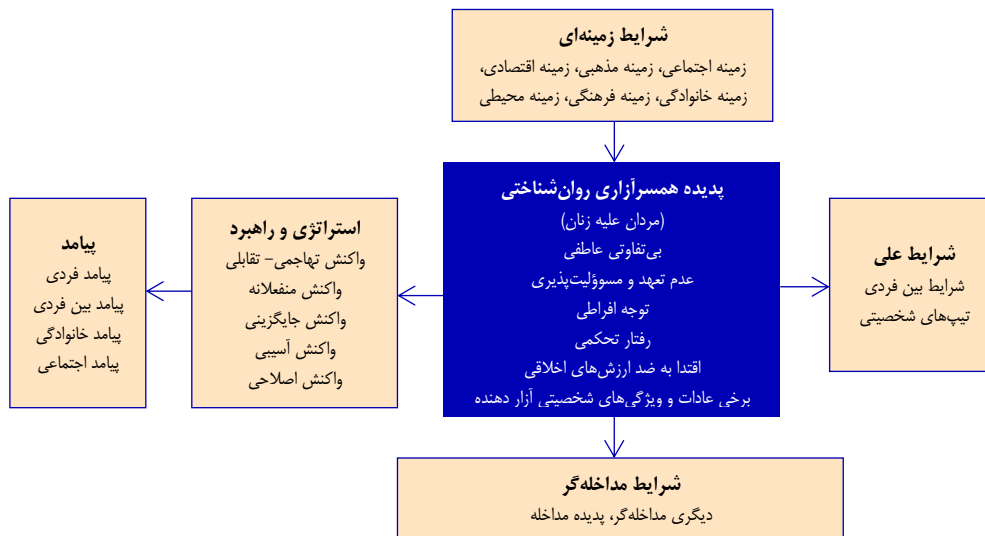 شرایط زمینه‌ای
زمینه اجتماعی، زمینه مذهبی، زمینه اقتصادی،
زمینه خانوادگی، زمینه فرهنگی، زمینه محیطی
شرایط علی
شرایط بین فردی
تیپ‌های شخصیتی
پدیده همسرآزاری روان‌شناختی
(مردان علیه زنان)
بی‌تفاوتی عاطفی
عدم تعهد و مسوؤلیت‌پذیری
توجه افراطی
رفتار تحکمی
اقتدا به ضد ارزش‌های اخلاقی
برخی عادات و ویژگی‌های شخصیتی آزار دهنده
استراتژی و راهبرد
واکنش تهاجمی- تقابلی
واکنش منفعلانه
واکنش جایگزینی
واکنش آسیبی
واکنش اصلاحی
پیامد
پیامد فردی
پیامد بین فردی
پیامد خانوادگی
پیامد اجتماعی
شرایط مداخله‌گر
دیگری مداخله‌گر، پدیده مداخله